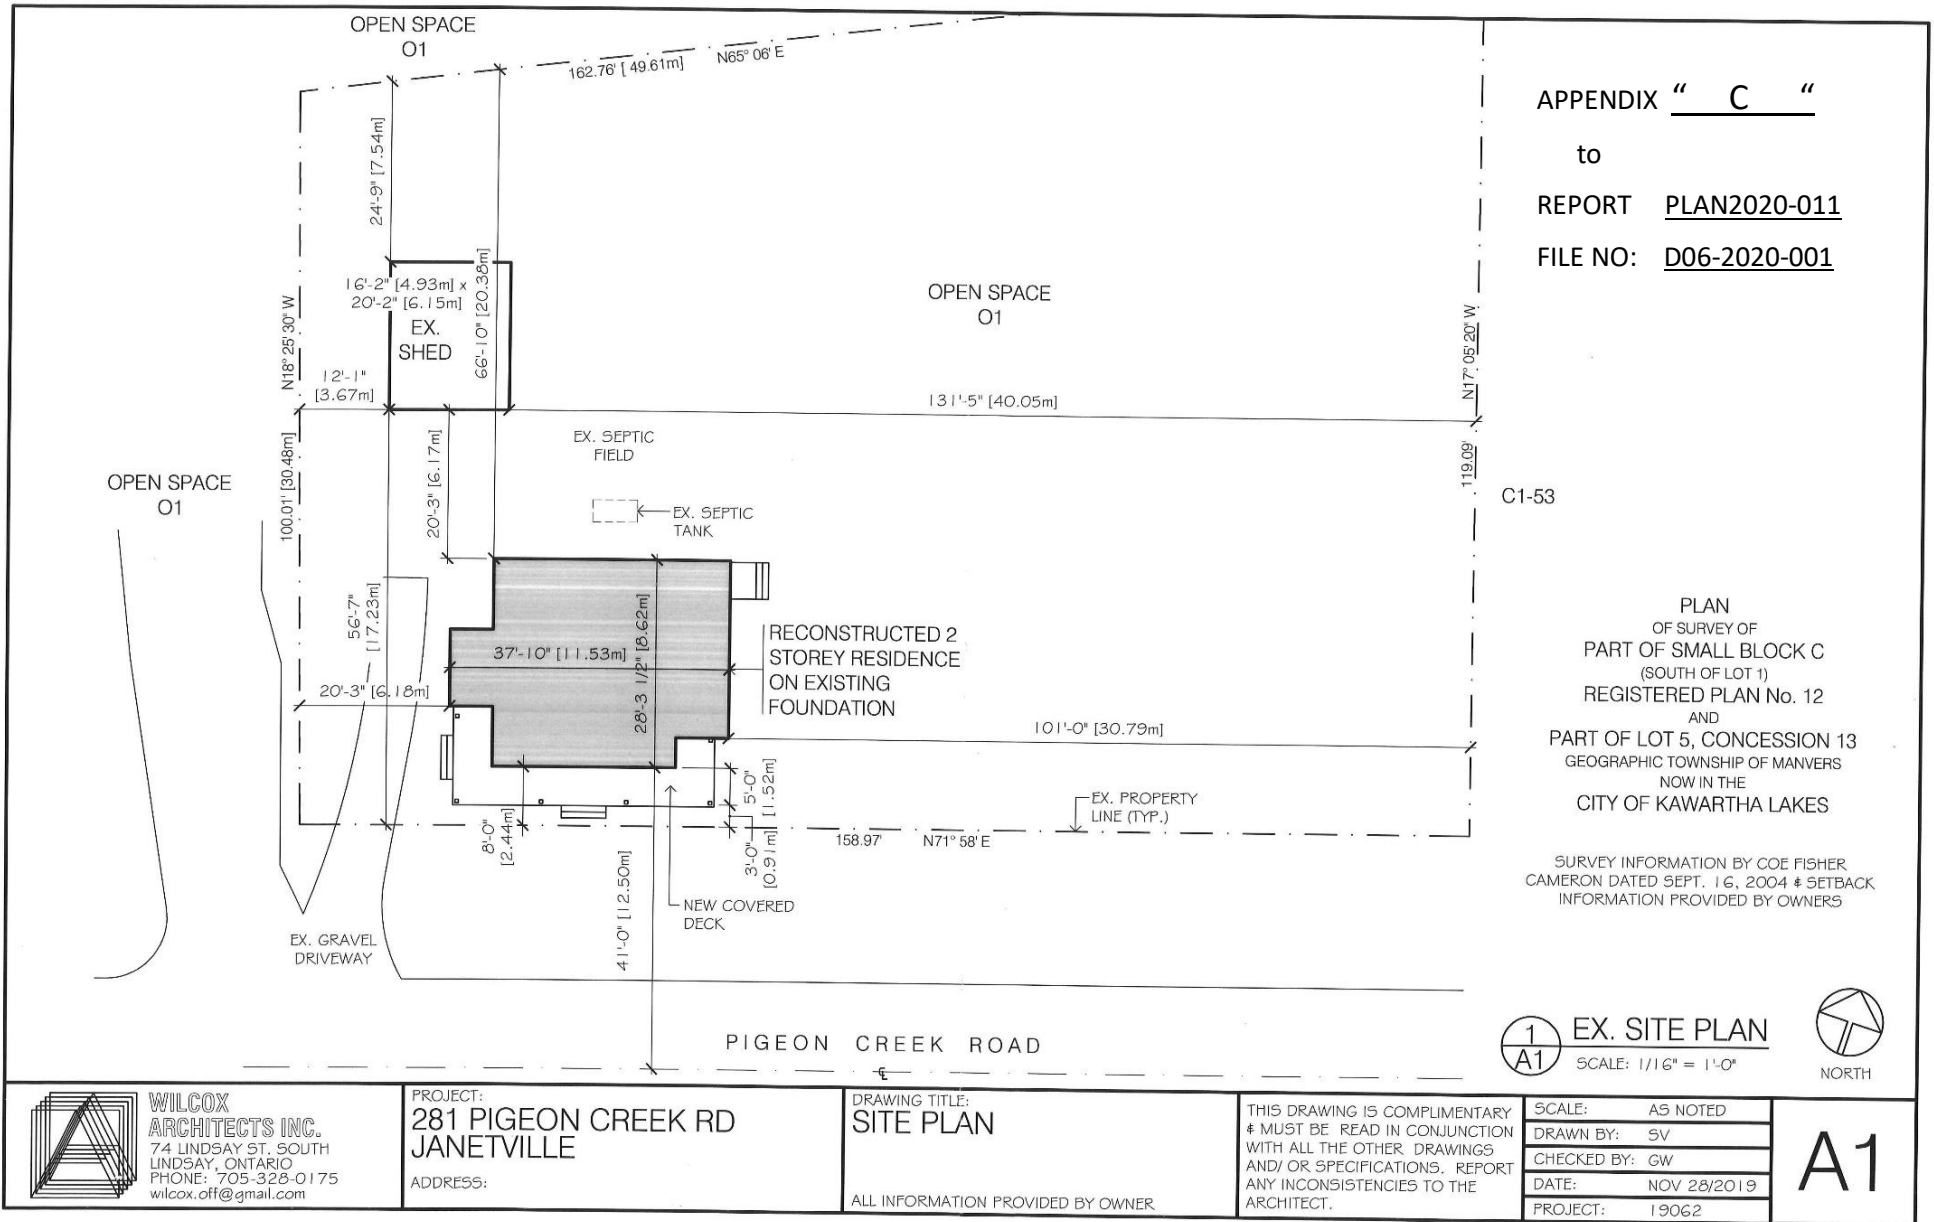 OPEN SPACE
O1
162.76' [ 49.61m]
N65° 06' E
APPENDIX “ C “
to
REPORT PLAN2020-011
FILE NO: D06-2020-001
24'-9" [7.54m]
66'-10" [20.38m]
16'-2" [4.93m] x
20'-2" [6.15m]
EX.
SHED
N18° 25' 30" W
12'-1"
[3.67m]
OPEN SPACE
O1
N17° 05' 20" W
131'-5" [40.05m]
100.01' [30.48m]
20'-3" [6.17m]
EX. SEPTIC
FIELD
119.09'
OPEN SPACE
O1
EX. SEPTIC
TANK
C1-53
56'-7"
[17.23m]
37'-10" [11.53m]
28'-3 1/2" [8.62m]
RECONSTRUCTED 2
STOREY RESIDENCE
ON EXISTING
FOUNDATION
20'-3" [6.18m]
101'-0" [30.79m]
PLAN
OF SURVEY OF
PART OF SMALL BLOCK C
(SOUTH OF LOT 1)
REGISTERED PLAN No. 12
AND
PART OF LOT 5, CONCESSION 13
GEOGRAPHIC TOWNSHIP OF MANVERS
NOW IN THE
CITY OF KAWARTHA LAKES
5'-0"
[1.52m]
EX. PROPERTY
LINE (TYP.)
8'-0"
[2.44m]
3'-0"
[0.91m]
158.97'
N71° 58' E
41'-0" [12.50m]
NEW COVERED
DECK
SURVEY INFORMATION BY COE FISHER
CAMERON DATED SEPT. 16, 2004 & SETBACK
INFORMATION PROVIDED BY OWNERS
EX. GRAVEL
DRIVEWAY
PIGEON CREEK ROAD
1
A1
EX. SITE PLAN
SCALE: 1/16" = 1'-0"
NORTH
WILCOX
ARCHITECTS INC.
74 LINDSAY ST. SOUTH
LINDSAY, ONTARIO
PHONE: 705-328-0175
wilcox.off@gmail.com
PROJECT:
281 PIGEON CREEK RD
JANETVILLE
ADDRESS:
DRAWING TITLE:
SITE PLAN
ALL INFORMATION PROVIDED BY OWNER
THIS DRAWING IS COMPLIMENTARY
& MUST BE READ IN CONJUNCTION
WITH ALL THE OTHER DRAWINGS
AND/ OR SPECIFICATIONS. REPORT
ANY INCONSISTENCIES TO THE
ARCHITECT.
SCALE: AS NOTED
DRAWN BY: SV
CHECKED BY: GW
DATE: NOV 28/2019
PROJECT: 19062
A1